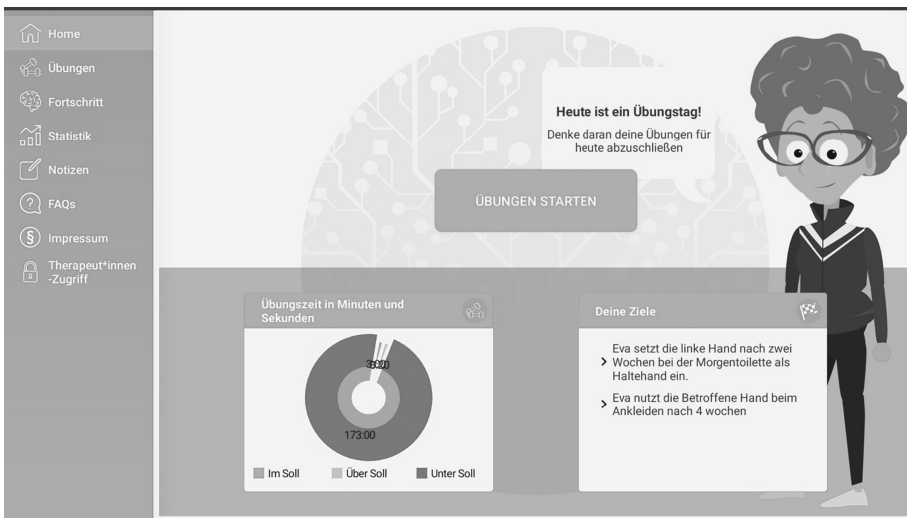 Home
Übungen
Fortschritt
Statistik
Notizen
FAQs
Impressum
Therapeut*innen
-Zugriff
Heute ist ein Übungstag!
Denke daran deine Übungen für
heute abzuschließen
ÜBUNGEN STARTEN
Übungszeit in Minuten und
Sekunden
173:00
Im Soll
Über Soll
Unter Soll
Deine Ziele
Eva setzt die linke Hand nach zwei
Wochen bei der Morgentoilette als
Haltehand ein.
Eva nutzt die Betroffene Hand beim
Ankleiden nach 4 wochen